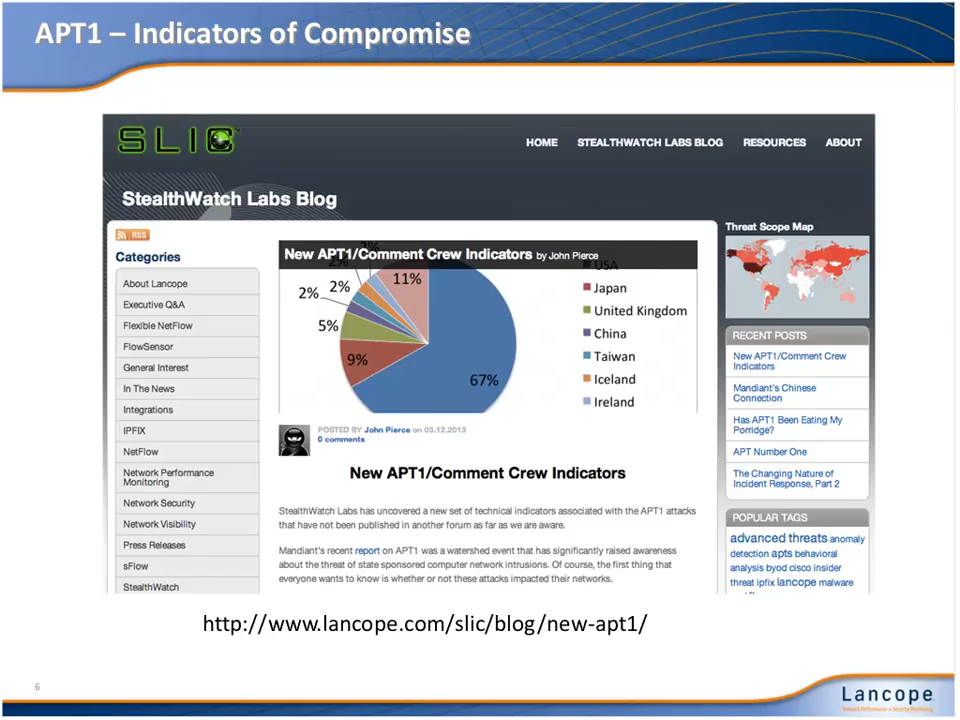 APT1 – Indicators of Compromise
SLIC
HOME STEALTHWATCH LABS BLOG RESOURCES ABOUT
StealthWatch Labs Blog
RSS
Categories
About Lancope
Executive Q&A
Flexible NetFlow
FlowSensor
General Interest
In The News
Integrations
IPFIX
NetFlow
Network Performance
Monitoring
Network Security
Network Visibility
Press Releases
sFlow
StealthWatch
New APT1/Comment Crew Indicators by John Pierce
2%
2%
2%
2%
11%
5%
9%
67%
USA
Japan
United Kingdom
China
Taiwan
Iceland
Ireland
POSTED BY John Pierce on 03.12.2013
0 comments
New APT1/Comment Crew Indicators
StealthWatch Labs has uncovered a new set of technical indicators associated with the APT1 attacks
that have not been published in another forum as far as we are aware.
Mandiant's recent report on APT1 was a watershed event that has significantly raised awareness
about the threat of state sponsored computer network intrusions. Of course, the first thing that
everyone wants to know is whether or not these attacks impacted their networks.
Threat Scope Map
RECENT POSTS
New APT1/Comment Crew
Indicators
Mandiant's Chinese
Connection
Has APT1 Been Eating My
Porridge?
APT Number One
The Changing Nature of
Incident Response, Part 2
POPULAR TAGS
advanced threats anomaly
detection apts behavioral
analysis byod cisco insider
threat ipfix lancope malware
http://www.lancope.com/slic/blog/new-apt1/
6
Lancope
Network Performance + Security Monitoring